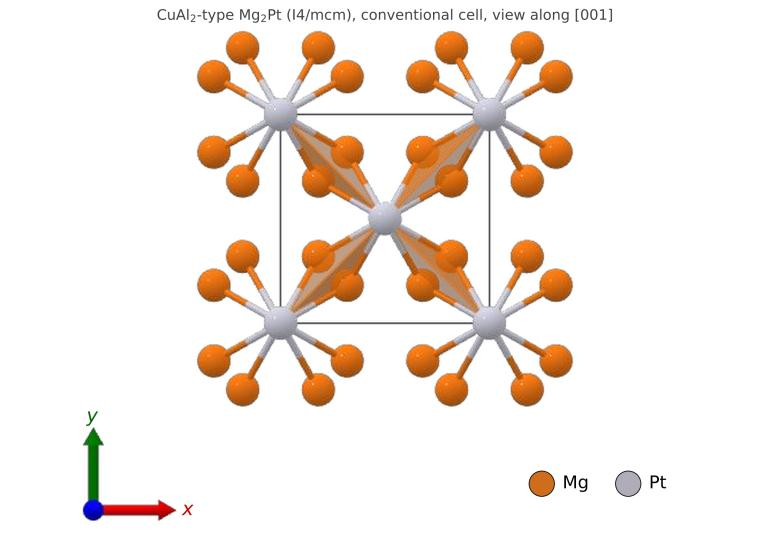 CuAl₂-type Mg₂Pt (I4/mcm), conventional cell, view along [001]
y
x
Mg
Pt